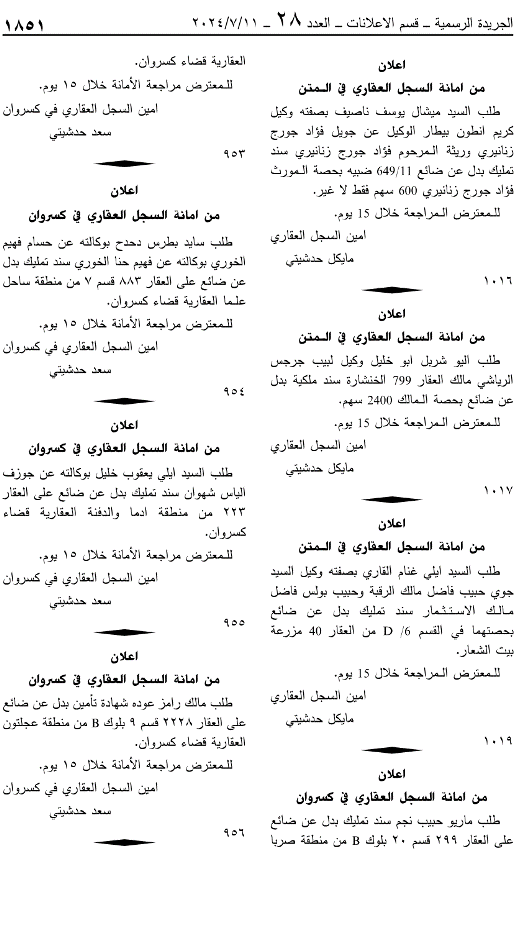 الجريدة الرسمية ــ قسم الاعلانات ــ العدد ٢٨ ــ ٢٠٢٤/٧/١١
١٨٥١
اعلان
من امانة السجل العقاري في المتن
طلب السيد ميشال يوسف ناصيف بصفته وكيل
كريم انطون بيطار الوكيل عن جويل فؤاد جورج
زنانيري وريثة المرحوم فؤاد جورج زنانيري سند
تمليك بدل عن ضائع 649/11 ضبيه بحصة المورث
فؤاد جورج زنانيري 600 سهم فقط لا غير.
للمعترض المراجعة خلال 15 يوم.
امين السجل العقاري
مايكل حدشيتي
١٠١٦
اعلان
من امانة السجل العقاري في المتن
طلب اليو شربل ابو خليل وكيل لبيب جرجس
الرياشي مالك العقار 799 الخنشارة سند ملكية بدل
عن ضائع بحصة المالك 2400 سهم.
للمعترض المراجعة خلال 15 يوم.
امين السجل العقاري
مايكل حدشيتي
١٠١٧
اعلان
من امانة السجل العقاري في المتن
طلب السيد ايلي غنام القاري بصفته وكيل السيد
جوي حبيب فاضل مالك الرقبة وحبيب بولس فاضل
مالك الاستثمار سند تمليك بدل عن ضائع
بحصتهما في القسم 6/ D من العقار 40 مزرعة
بيت الشعار.
للمعترض المراجعة خلال 15 يوم.
امين السجل العقاري
مايكل حدشيتي
١٠١٩
اعلان
من امانة السجل العقاري في كسروان
طلب ماريو حبيب نجم سند تمليك بدل عن ضائع
على العقار ٢٩٩ قسم ٢٠ بلوك B من منطقة صربا
العقارية قضاء كسروان.
للمعترض مراجعة الأمانة خلال ١٥ يوم.
امين السجل العقاري في كسروان
سعد حدشيتي
٩٥٣
اعلان
من امانة السجل العقاري في كسروان
طلب سايد بطرس دحدح بوكالته عن حسام فهيم
الخوري بوكالته عن فهيم حنا الخوري سند تمليك بدل
عن ضائع على العقار ٨٨٣ قسم ٧ من منطقة ساحل
علما العقارية قضاء كسروان.
للمعترض مراجعة الأمانة خلال ١٥ يوم.
امين السجل العقاري في كسروان
سعد حدشيتي
٩٥٤
اعلان
من امانة السجل العقاري في كسروان
طلب السيد ايلي يعقوب خليل بوكالته عن جوزف
الياس شهوان سند تمليك بدل عن ضائع على العقار
٢٢٣ من منطقة ادما والدفنة العقارية قضاء
كسروان.
للمعترض مراجعة الأمانة خلال ١٥ يوم.
امين السجل العقاري في كسروان
سعد حدشيتي
٩٥٥
اعلان
من امانة السجل العقاري في كسروان
طلب مالك رامز عوده شهادة تأمين بدل عن ضائع
على العقار ٢٢٢٨ قسم ٩ بلوك B من منطقة عجلتون
العقارية قضاء كسروان.
للمعترض مراجعة الأمانة خلال ١٥ يوم.
امين السجل العقاري في كسروان
سعد حدشيتي
٩٥٦